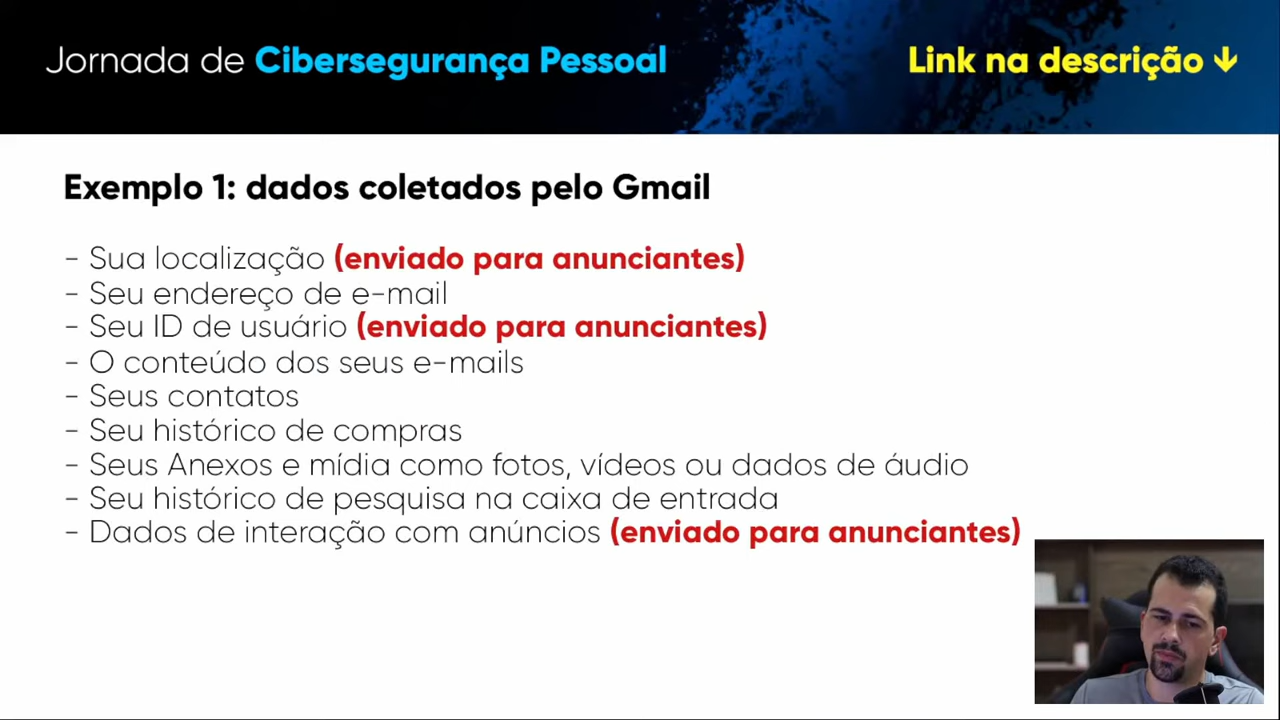 Jornada de Cibersegurança Pessoal
Link na descrição ↓
Exemplo 1: dados coletados pelo Gmail
- Sua localização (enviado para anunciantes)
- Seu endereço de e-mail
- Seu ID de usuário (enviado para anunciantes)
- O conteúdo dos seus e-mails
- Seus contatos
- Seu histórico de compras
- Seus Anexos e mídia como fotos, vídeos ou dados de áudio
- Seu histórico de pesquisa na caixa de entrada
- Dados de interação com anúncios (enviado para anunciantes)